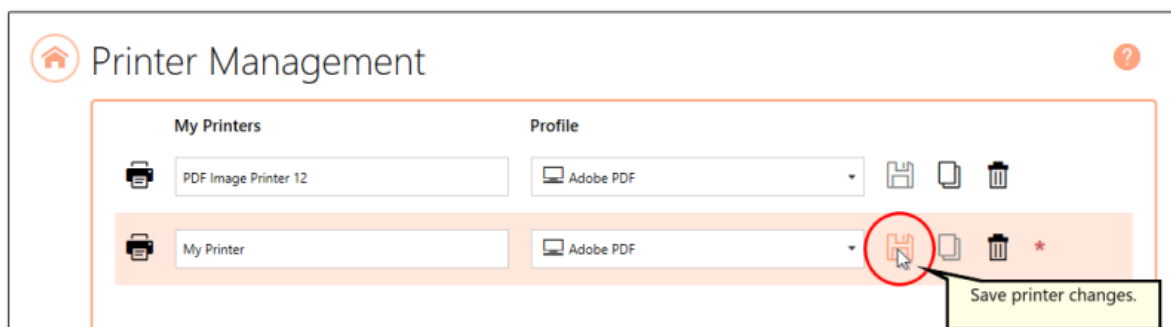 Printer Management
?
My Printers Profile
PDF Image Printer 12 Adobe PDF
My Printer Adobe PDF *
Save printer changes.